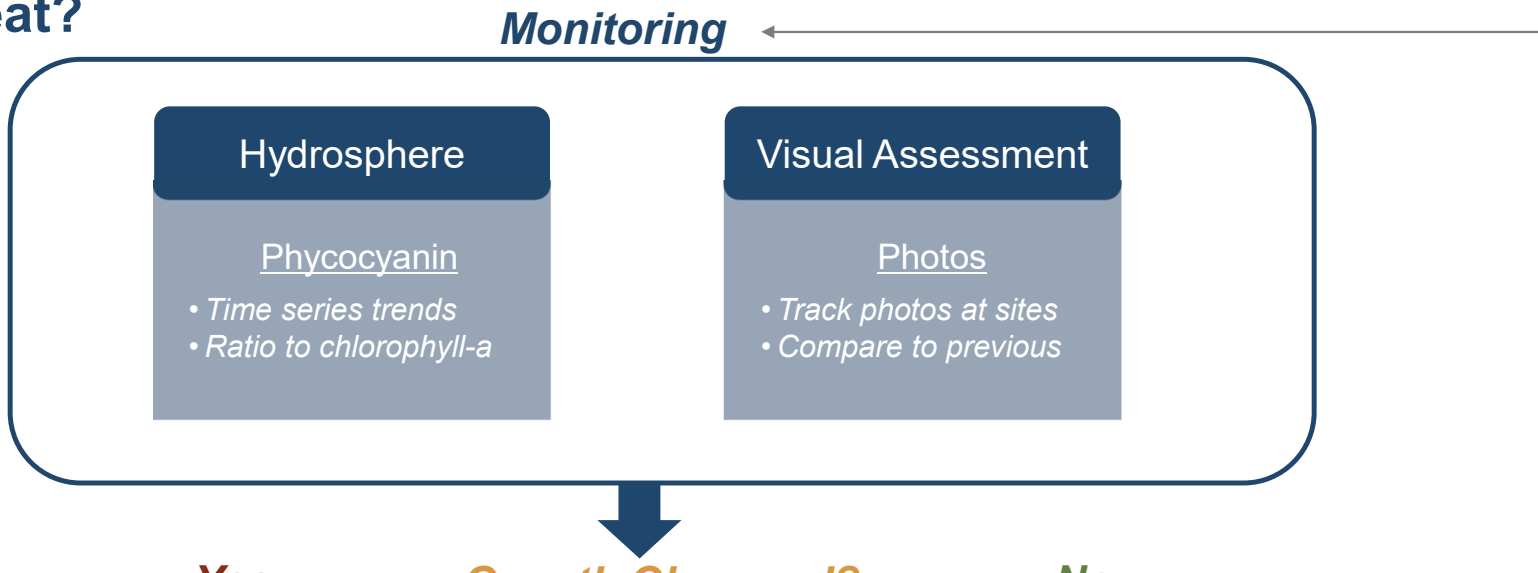 eat?
Monitoring
Hydrosphere
Phycocyanin
• Time series trends
• Ratio to chlorophyll-a
Visual Assessment
Photos
• Track photos at sites
• Compare to previous